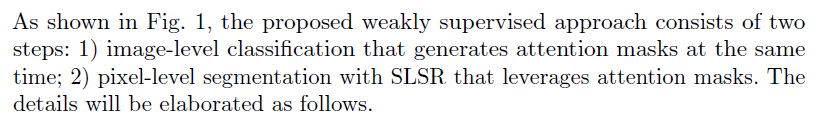 As shown in Fig. 1, the proposed weakly supervised approach consists of two
steps: 1) image-level classification that generates attention masks at the same
time; 2) pixel-level segmentation with SLSR that leverages attention masks. The
details will be elaborated as follows.